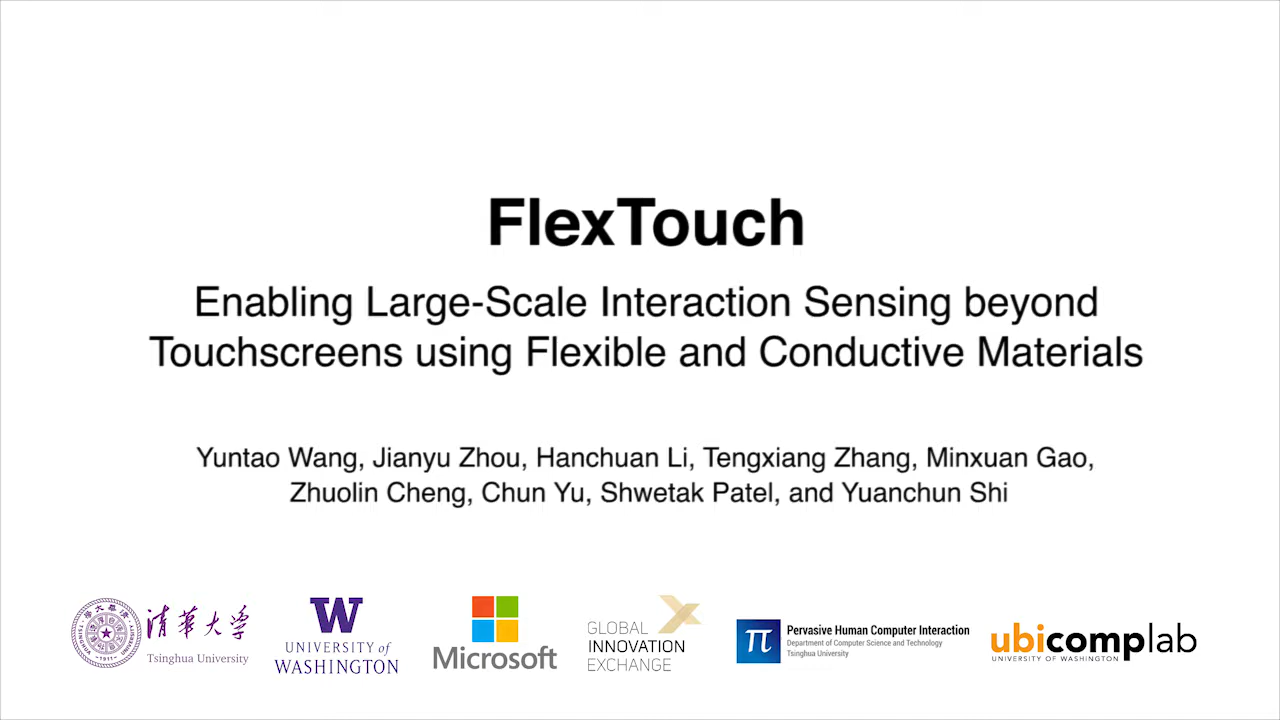 FlexTouch
Enabling Large-Scale Interaction Sensing beyond
Touchscreens using Flexible and Conductive Materials
Yuntao Wang, Jianyu Zhou, Hanchuan Li, Tengxiang Zhang, Minxuan Gao,
Zhuolin Cheng, Chun Yu, Shwetak Patel, and Yuanchun Shi
清華大学
Tsinghua University
W
UNIVERSITY of
WASHINGTON
Microsoft
GLOBAL
INNOVATION
EXCHANGE
π
Pervasive Human Computer Interaction
Department of Computer Science and Technology
Tsinghua University
ubicomplab
UNIVERSITY OF WASHINGTON